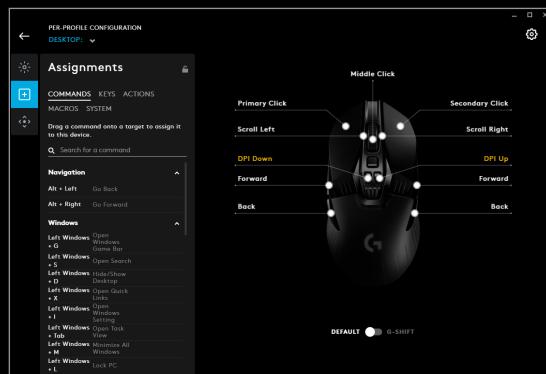 PER-PROFILE CONFIGURATION
DESKTOP:
Assignments
COMMANDS KEYS ACTIONS
MACROS SYSTEM
Drag a command onto a target to assign it
to this device.
Search for a command
Navigation
Alt + Left Go Back
Alt + Right Go Forward
Windows
Left Windows + G Open Windows Game Bar
Left Windows + S Open Search
Left Windows + D Hide/Show Desktop
Left Windows + X Open Quick Links
Left Windows + I Open Windows Setting
Left Windows + Tab Open Task View
Left Windows + M Minimize All Windows
Left Windows + L Lock PC
Middle Click
Primary Click Secondary Click
Scroll Left Scroll Right
DPI Down DPI Up
Forward Forward
Back Back
G
DEFAULT G-SHIFT